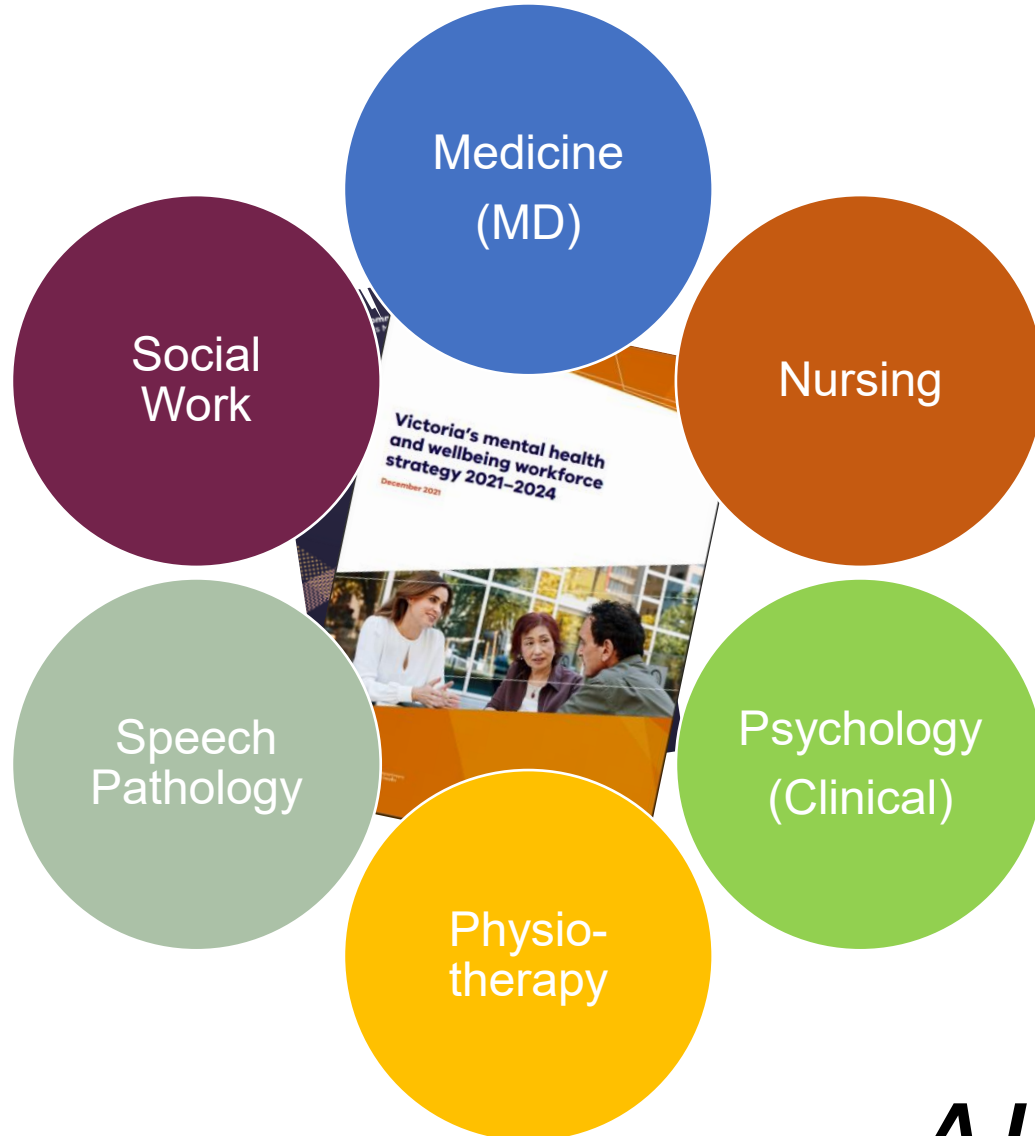 Medicine
(MD)
Nursing
Psychology
(Clinical)
Physio-
therapy
Speech
Pathology
Social
Work
Victoria's mental health
and wellbeing workforce
strategy 2021–2024
December 2021